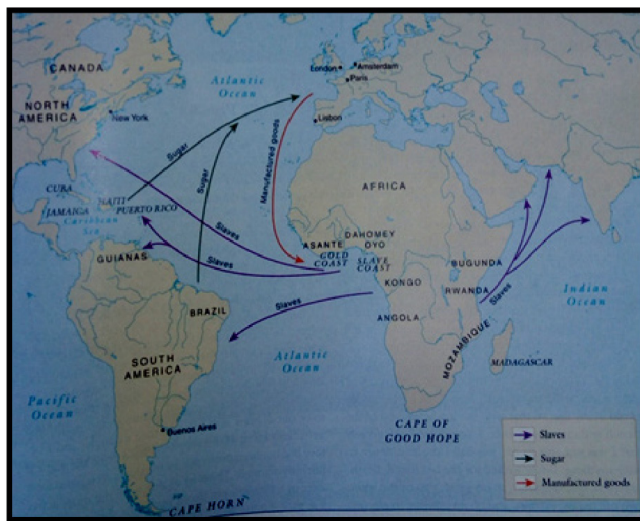 CANADA
NORTH
AMERICA
New York
Atlantic
Ocean
London
Amsterdam
Paris
Lisbon
Sugar
Sugar
Manufactured goods
CUBA
HAITI
JAMAICA
PUERTO RICO
Caribbean
Sea
Slaves
Slaves
GUIANAS
AFRICA
ASANTE
DAHOMEY
OYO
GOLD
COAST
SLAVE
COAST
BUGUNDA
KONGO
RWANDA
Slaves
Indian
Ocean
BRAZIL
Slaves
ANGOLA
MOZAMBIQUE
MADAGASCAR
SOUTH
AMERICA
Atlantic
Ocean
Pacific
Ocean
Buenos Aires
CAPE OF
GOOD HOPE
CAPE HORN
Slaves
Sugar
Manufactured goods